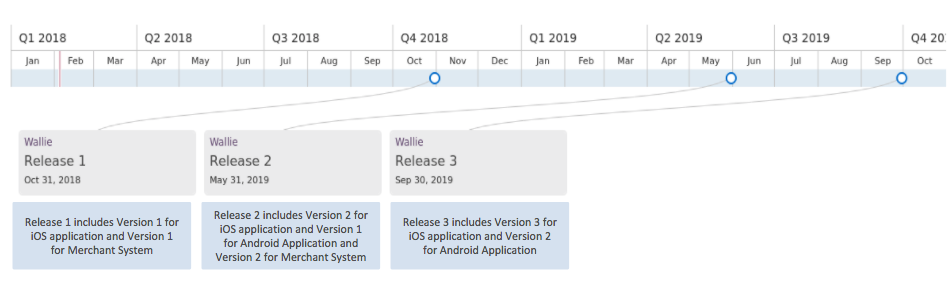 Q1 2018 Q2 2018 Q3 2018 Q4 2018 Q1 2019 Q2 2019 Q3 2019 Q4 20
Jan Feb Mar Apr May Jun Jul Aug Sep Oct Nov Dec Jan Feb Mar Apr May Jun Jul Aug Sep Oct
Wallie
Release 1
Oct 31, 2018
Wallie
Release 2
May 31, 2019
Wallie
Release 3
Sep 30, 2019
Release 1 includes Version 1 for
iOS application and Version 1
for Merchant System
Release 2 includes Version 2 for
iOS application and Version 1
for Android Application and
Version 2 for Merchant System
Release 3 includes Version 3 for
iOS application and Version 2
for Android Application